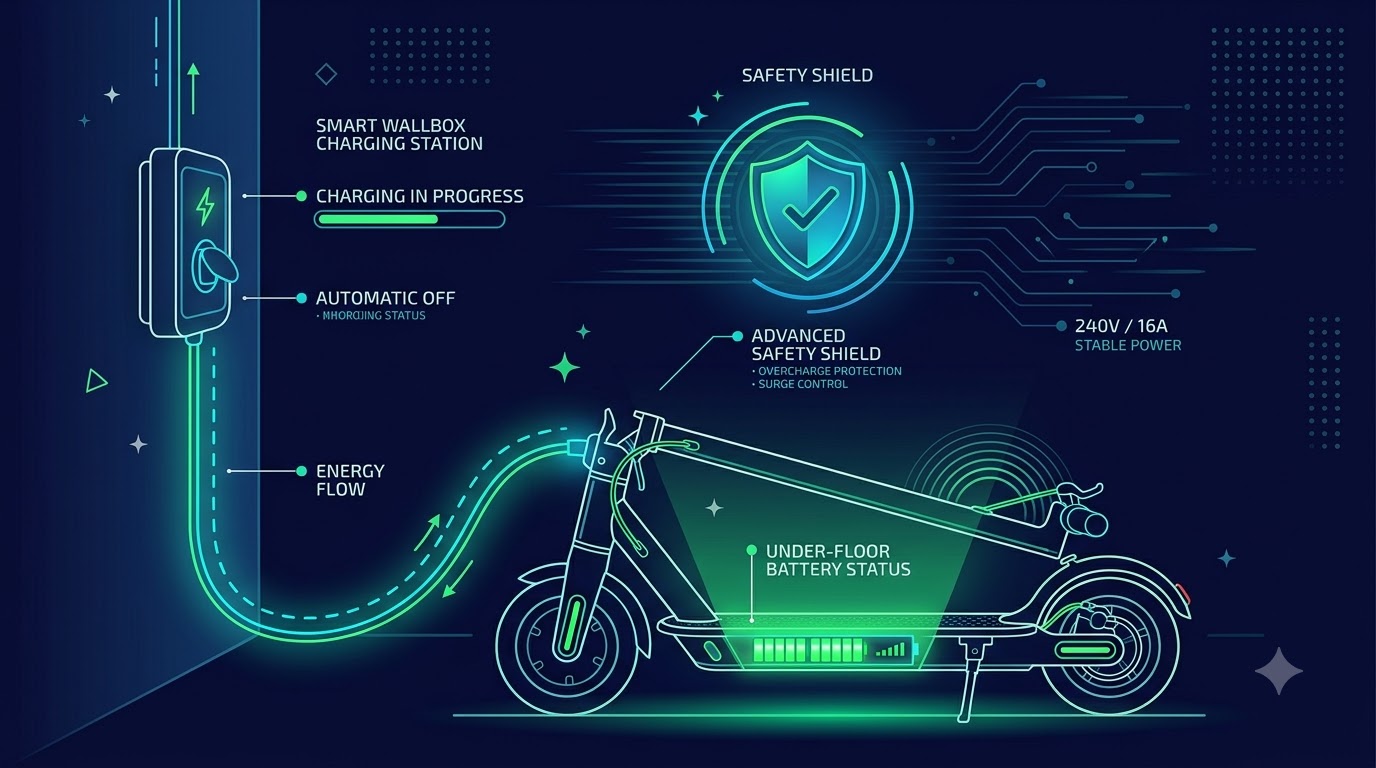 SAFETY SHIELD
SMART WALLBOX
CHARGING STATION
CHARGING IN PROGRESS
AUTOMATIC OFF
STATUS
ENERGY
FLOW
ADVANCED
SAFETY SHIELD
• OVERCHARGE PROTECTION
• SURGE CONTROL
240V / 16A
STABLE POWER
UNDER-FLOOR
BATTERY STATUS